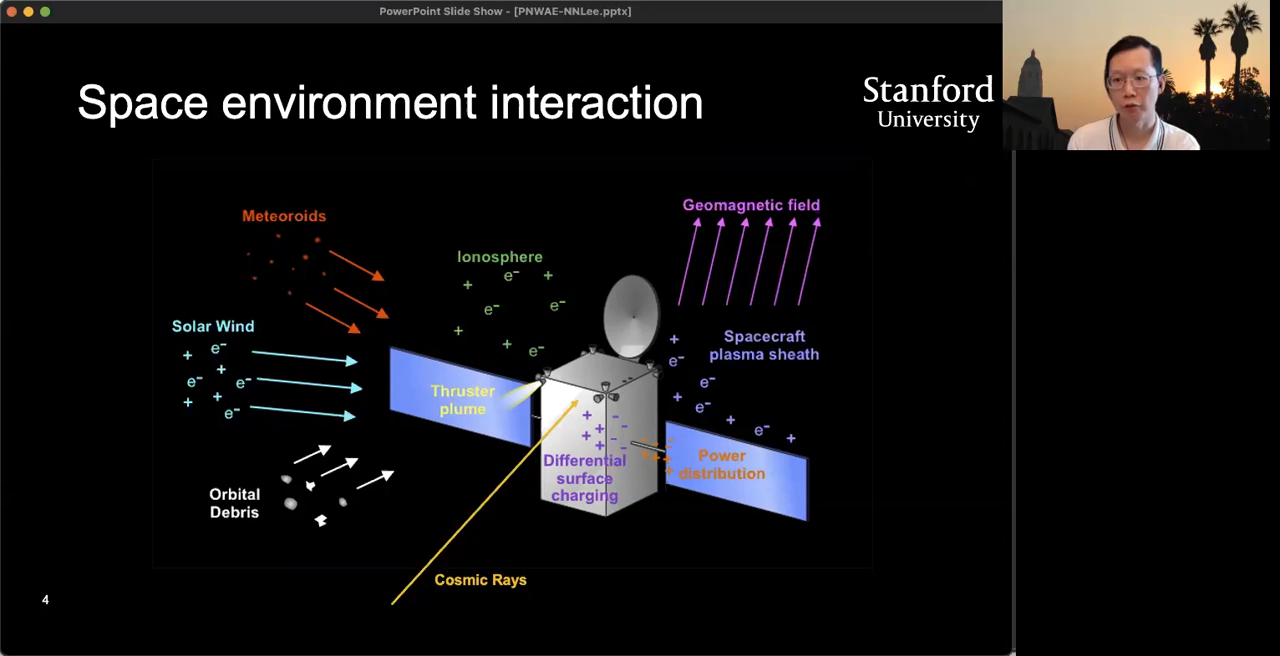 PowerPoint Slide Show - [PNWAE-NNLee.pptx]
Space environment interaction
Stanford
University
Meteoroids
Geomagnetic field
Ionosphere
+ e⁻ +
e⁻ e⁻
+ + e⁻
Solar Wind
+ e⁻
+
e⁻ e⁻
+ + e⁻
Spacecraft
plasma sheath
+
e⁻
e⁻
+ e⁻
+ e⁻ +
Thruster
plume
+ -
+ + -
+ - -
+ + + +
+
Differential
surface
charging
Power
distribution
Orbital
Debris
Cosmic Rays
4